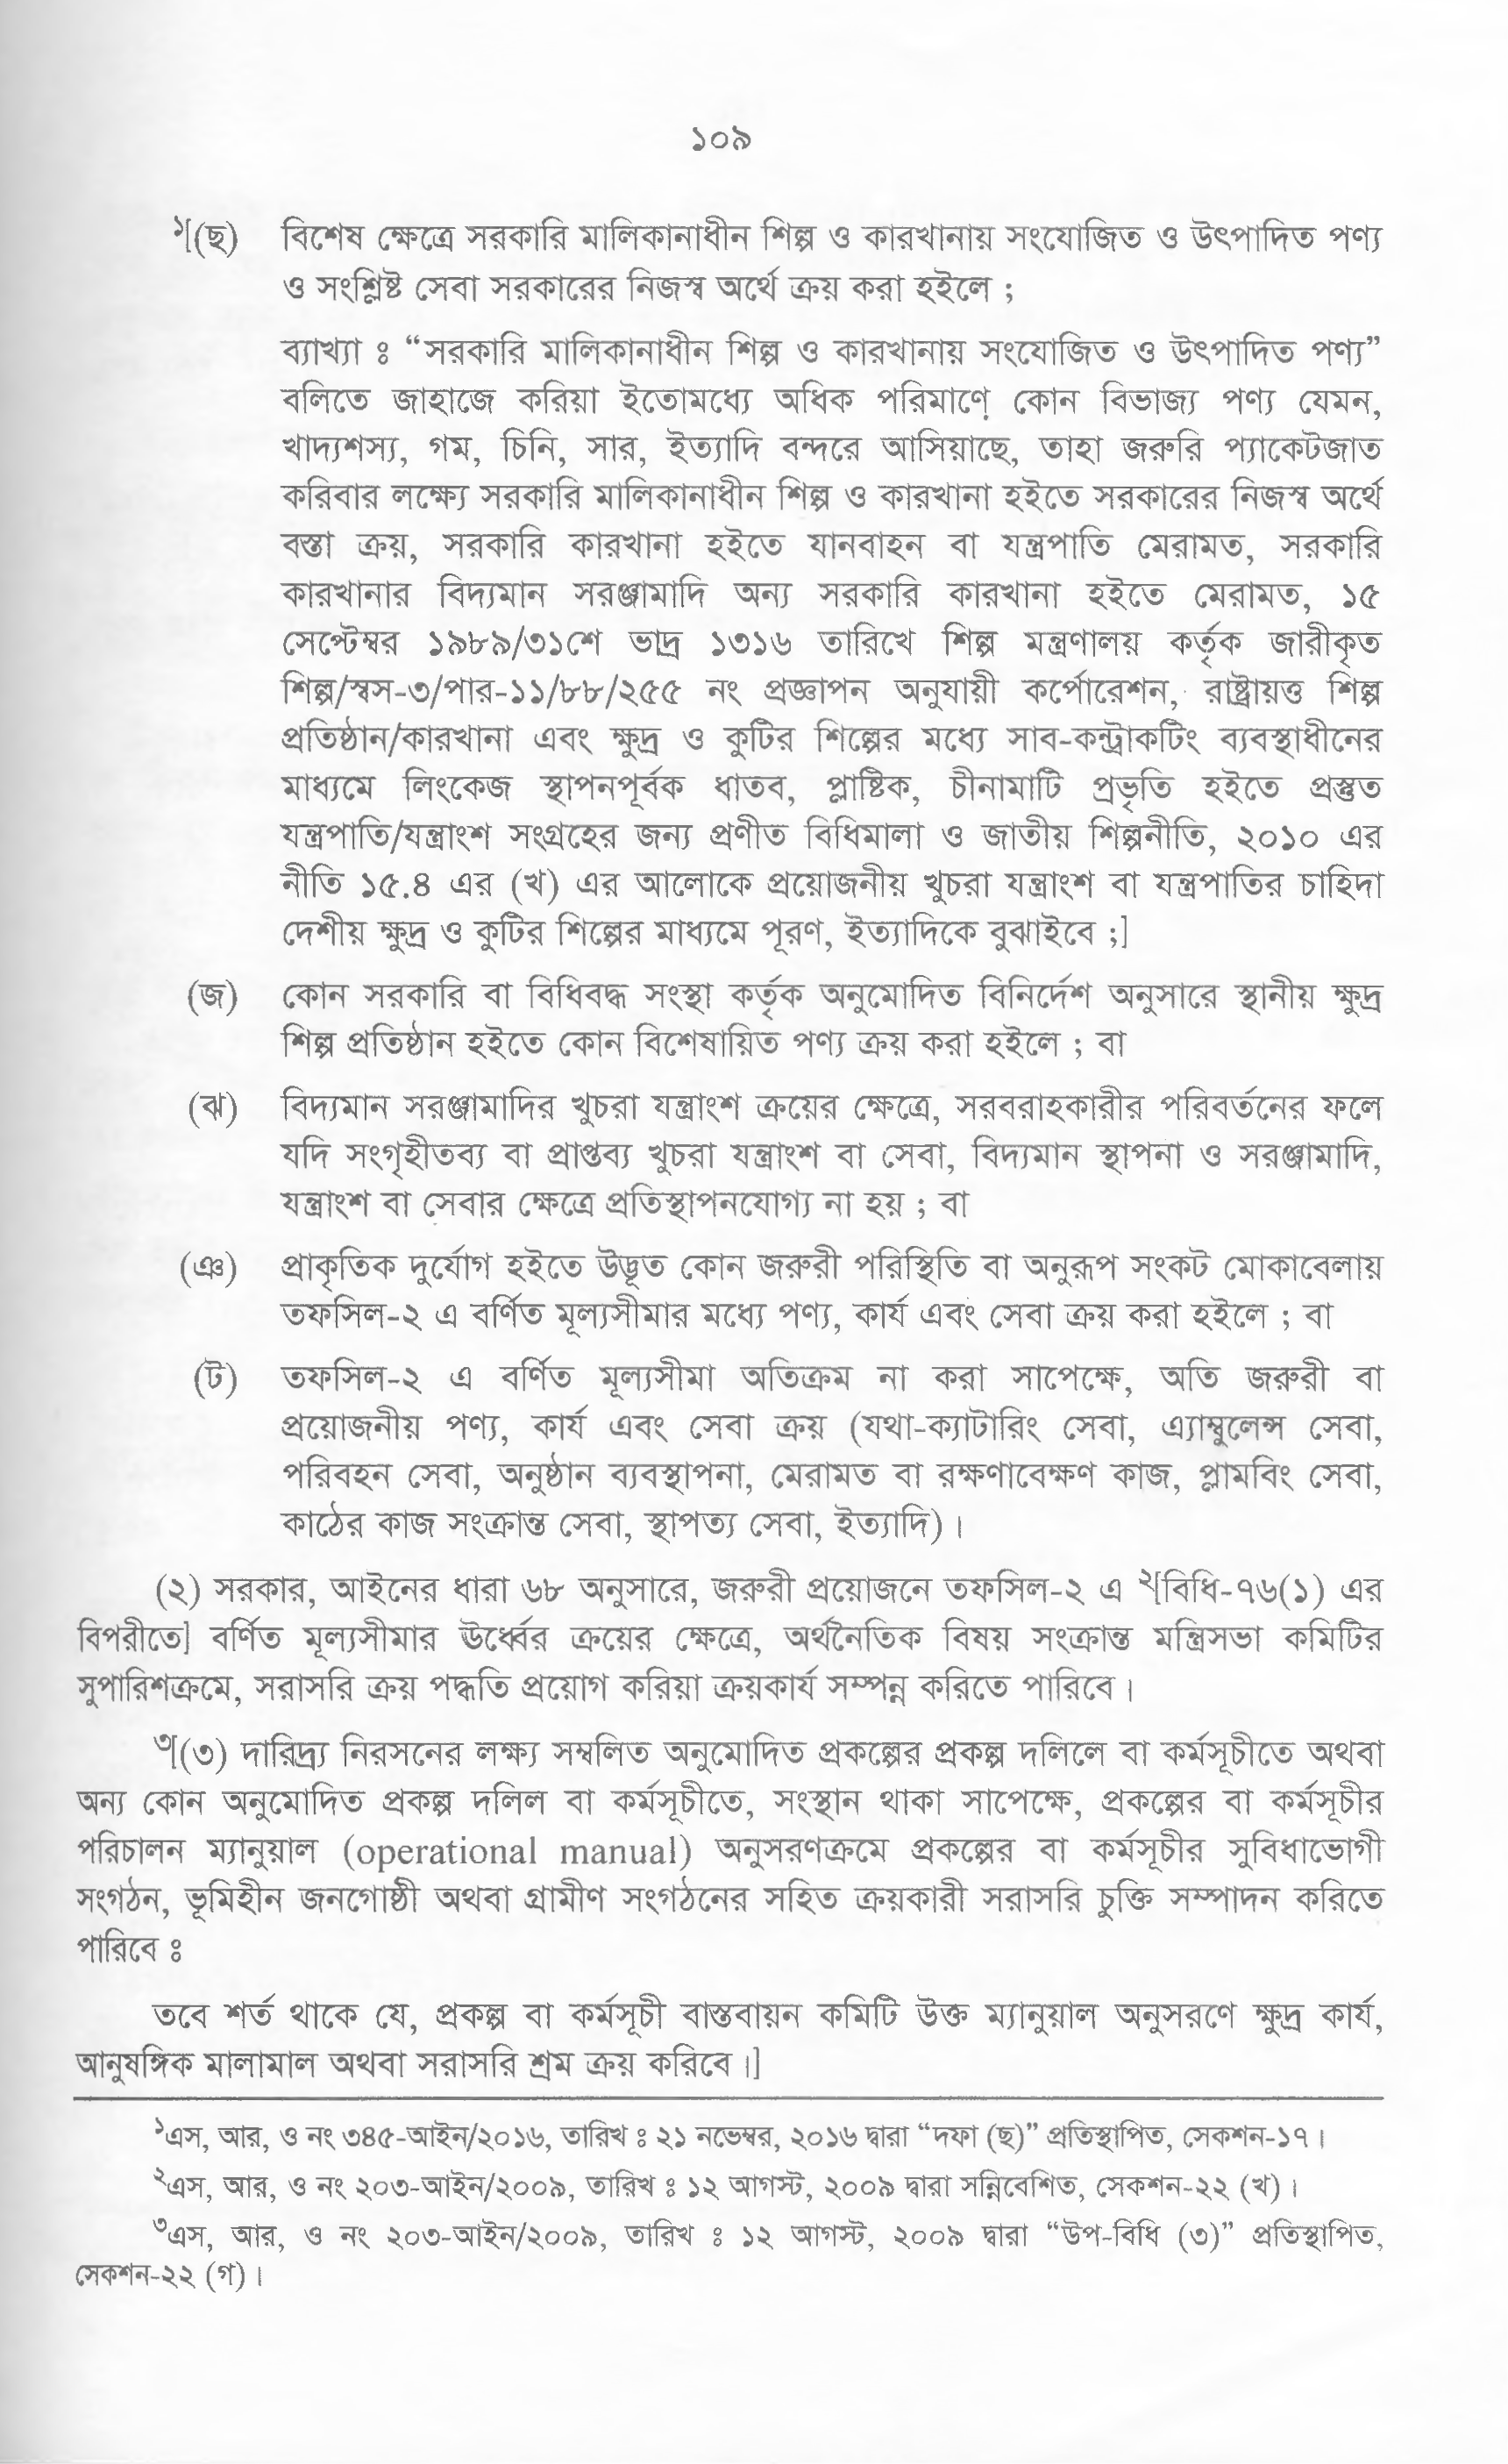 ১০৯
১[(ছ) বিশেষ ক্ষেত্রে সরকারি মালিকানাধীন শিল্প ও কারখানায় সংযোজিত ও উৎপাদিত পণ্য
ও সংশ্লিষ্ট সেবা সরকারের নিজস্ব অর্থে ক্রয় করা হইলে ;
ব্যাখ্যা ঃ “সরকারি মালিকানাধীন শিল্প ও কারখানায় সংযোজিত ও উৎপাদিত পণ্য”
বলিতে জাহাজে করিয়া ইতোমধ্যে অধিক পরিমাণে কোন বিভাজ্য পণ্য যেমন,
খাদ্যশস্য, গম, চিনি, সার, ইত্যাদি বন্দরে আসিয়াছে, তাহা জরুরি প্যাকেটজাত
করিবার লক্ষ্যে সরকারি মালিকানাধীন শিল্প ও কারখানা হইতে সরকারের নিজস্ব অর্থে
বস্তা ক্রয়, সরকারি কারখানা হইতে যানবাহন বা যন্ত্রপাতি মেরামত, সরকারি
কারখানার বিদ্যমান সরঞ্জামাদি অন্য সরকারি কারখানা হইতে মেরামত, ১৫
সেপ্টেম্বর ১৯৮৯/৩১শে ভাদ্র ১৩১৬ তারিখে শিল্প মন্ত্রণালয় কর্তৃক জারীকৃত
শিল্প/স্বস-৩/পার-১১/৮৮/২৫৫ নং প্রজ্ঞাপন অনুযায়ী কর্পোরেশন, রাষ্ট্রায়ত্ত শিল্প
প্রতিষ্ঠান/কারখানা এবং ক্ষুদ্র ও কুটির শিল্পের মধ্যে সাব-কন্ট্রাকটিং ব্যবস্থাধীনের
মাধ্যমে লিংকেজ স্থাপনপূর্বক ধাতব, প্লাষ্টিক, চীনামাটি প্রভৃতি হইতে প্রস্তুত
যন্ত্রপাতি/যন্ত্রাংশ সংগ্রহের জন্য প্রণীত বিধিমালা ও জাতীয় শিল্পনীতি, ২০১০ এর
নীতি ১৫.৪ এর (খ) এর আলোকে প্রয়োজনীয় খুচরা যন্ত্রাংশ বা যন্ত্রপাতির চাহিদা
দেশীয় ক্ষুদ্র ও কুটির শিল্পের মাধ্যমে পূরণ, ইত্যাদিকে বুঝাইবে ;]
(জ) কোন সরকারি বা বিধিবদ্ধ সংস্থা কর্তৃক অনুমোদিত বিনির্দেশ অনুসারে স্থানীয় ক্ষুদ্র
শিল্প প্রতিষ্ঠান হইতে কোন বিশেষায়িত পণ্য ক্রয় করা হইলে ; বা
(ঝ) বিদ্যমান সরঞ্জামাদির খুচরা যন্ত্রাংশ ক্রয়ের ক্ষেত্রে, সরবরাহকারীর পরিবর্তনের ফলে
যদি সংগৃহীতব্য বা প্রাপ্তব্য খুচরা যন্ত্রাংশ বা সেবা, বিদ্যমান স্থাপনা ও সরঞ্জামাদি,
যন্ত্রাংশ বা সেবার ক্ষেত্রে প্রতিস্থাপনযোগ্য না হয় ; বা
(ঞ) প্রাকৃতিক দুর্যোগ হইতে উদ্ভূত কোন জরুরী পরিস্থিতি বা অনুরূপ সংকট মোকাবেলায়
তফসিল-২ এ বর্ণিত মূল্যসীমার মধ্যে পণ্য, কার্য এবং সেবা ক্রয় করা হইলে ; বা
(ট) তফসিল-২ এ বর্ণিত মূল্যসীমা অতিক্রম না করা সাপেক্ষে, অতি জরুরী বা
প্রয়োজনীয় পণ্য, কার্য এবং সেবা ক্রয় (যথা-ক্যাটারিং সেবা, এ্যাম্বুলেন্স সেবা,
পরিবহন সেবা, অনুষ্ঠান ব্যবস্থাপনা, মেরামত বা রক্ষণাবেক্ষণ কাজ, প্লামবিং সেবা,
কাঠের কাজ সংক্রান্ত সেবা, স্থাপত্য সেবা, ইত্যাদি)।
(২) সরকার, আইনের ধারা ৬৮ অনুসারে, জরুরী প্রয়োজনে তফসিল-২ এ ২[বিধি-৭৬(১) এর
বিপরীতে] বর্ণিত মূল্যসীমার ঊর্ধ্বের ক্রয়ের ক্ষেত্রে, অর্থনৈতিক বিষয় সংক্রান্ত মন্ত্রিসভা কমিটির
সুপারিশক্রমে, সরাসরি ক্রয় পদ্ধতি প্রয়োগ করিয়া ক্রয়কার্য সম্পন্ন করিতে পারিবে।
৩[(৩) দারিদ্র্য নিরসনের লক্ষ্য সম্বলিত অনুমোদিত প্রকল্পের প্রকল্প দলিলে বা কর্মসূচীতে অথবা
অন্য কোন অনুমোদিত প্রকল্প দলিল বা কর্মসূচীতে, সংস্থান থাকা সাপেক্ষে, প্রকল্পের বা কর্মসূচীর
পরিচালন ম্যানুয়াল (operational manual) অনুসরণক্রমে প্রকল্পের বা কর্মসূচীর সুবিধাভোগী
সংগঠন, ভূমিহীন জনগোষ্ঠী অথবা গ্রামীণ সংগঠনের সহিত ক্রয়কারী সরাসরি চুক্তি সম্পাদন করিতে
পারিবে ঃ
তবে শর্ত থাকে যে, প্রকল্প বা কর্মসূচী বাস্তবায়ন কমিটি উক্ত ম্যানুয়াল অনুসরণে ক্ষুদ্র কার্য,
আনুষঙ্গিক মালামাল অথবা সরাসরি শ্রম ক্রয় করিবে।]
১এস, আর, ও নং ৩৪৫-আইন/২০১৬, তারিখ ঃ ২১ নভেম্বর, ২০১৬ দ্বারা “দফা (ছ)” প্রতিস্থাপিত, সেকশন-১৭।
২এস, আর, ও নং ২০৩-আইন/২০০৯, তারিখ ঃ ১২ আগস্ট, ২০০৯ দ্বারা সন্নিবেশিত, সেকশন-২২ (খ)।
৩এস, আর, ও নং ২০৩-আইন/২০০৯, তারিখ ঃ ১২ আগস্ট, ২০০৯ দ্বারা “উপ-বিধি (৩)” প্রতিস্থাপিত,
সেকশন-২২ (গ)।